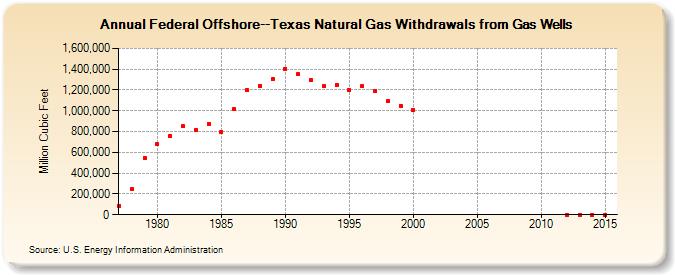 Annual Federal Offshore--Texas Natural Gas Withdrawals from Gas Wells
Million Cubic Feet
1,600,000
1,400,000
1,200,000
1,000,000
800,000
600,000
400,000
200,000
0
1980 1985 1990 1995 2000 2005 2010 2015
Source: U.S. Energy Information Administration